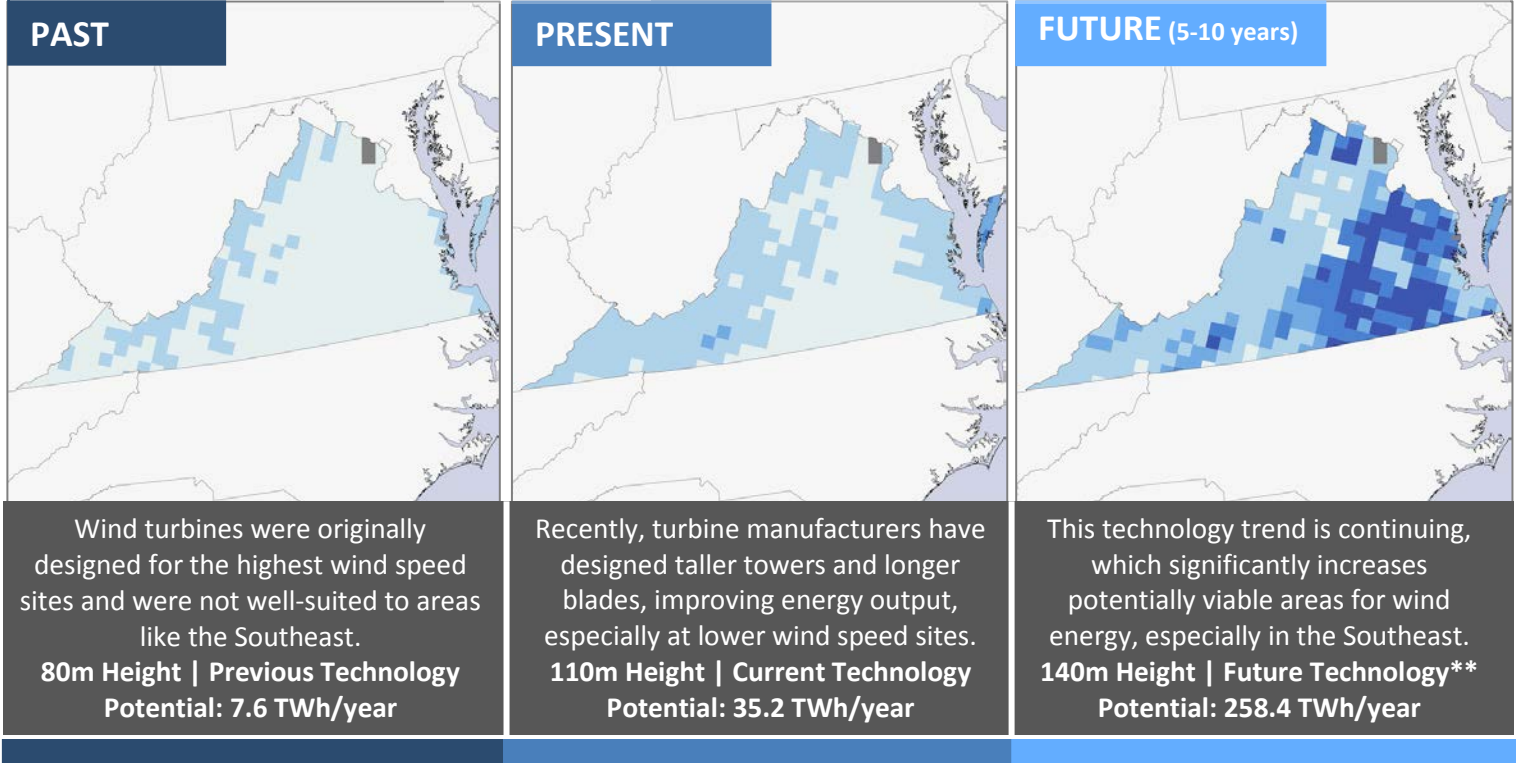 PAST
Wind turbines were originally
designed for the highest wind speed
sites and were not well-suited to areas
like the Southeast.
80m Height | Previous Technology
Potential: 7.6 TWh/year
PRESENT
Recently, turbine manufacturers have
designed taller towers and longer
blades, improving energy output,
especially at lower wind speed sites.
110m Height | Current Technology
Potential: 35.2 TWh/year
FUTURE (5-10 years)
This technology trend is continuing,
which significantly increases
potentially viable areas for wind
energy, especially in the Southeast.
140m Height | Future Technology**
Potential: 258.4 TWh/year